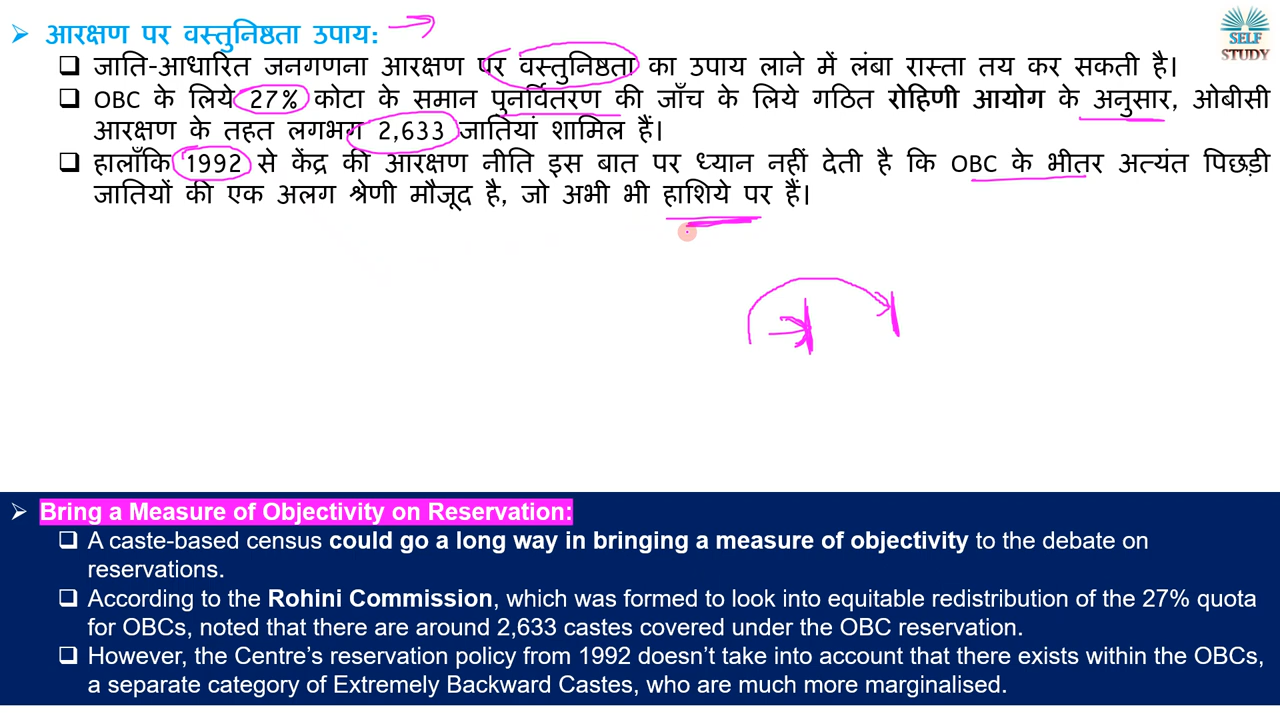 ➢ आरक्षण पर वस्तुनिष्ठता उपाय:
SELF
STUDY
❑ जाति-आधारित जनगणना आरक्षण पर वस्तुनिष्ठता का उपाय लाने में लंबा रास्ता तय कर सकती है।
❑ OBC के लिये 27% कोटा के समान पुनर्वितरण की जाँच के लिये गठित रोहिणी आयोग के अनुसार, ओबीसी
आरक्षण के तहत लगभग 2,633 जातियां शामिल हैं।
❑ हालाँकि 1992 से केंद्र की आरक्षण नीति इस बात पर ध्यान नहीं देती है कि OBC के भीतर अत्यंत पिछड़ी
जातियों की एक अलग श्रेणी मौजूद है, जो अभी भी हाशिये पर हैं।
➢ Bring a Measure of Objectivity on Reservation:
❑ A caste-based census could go a long way in bringing a measure of objectivity to the debate on
reservations.
❑ According to the Rohini Commission, which was formed to look into equitable redistribution of the 27% quota
for OBCs, noted that there are around 2,633 castes covered under the OBC reservation.
❑ However, the Centre's reservation policy from 1992 doesn't take into account that there exists within the OBCs,
a separate category of Extremely Backward Castes, who are much more marginalised.